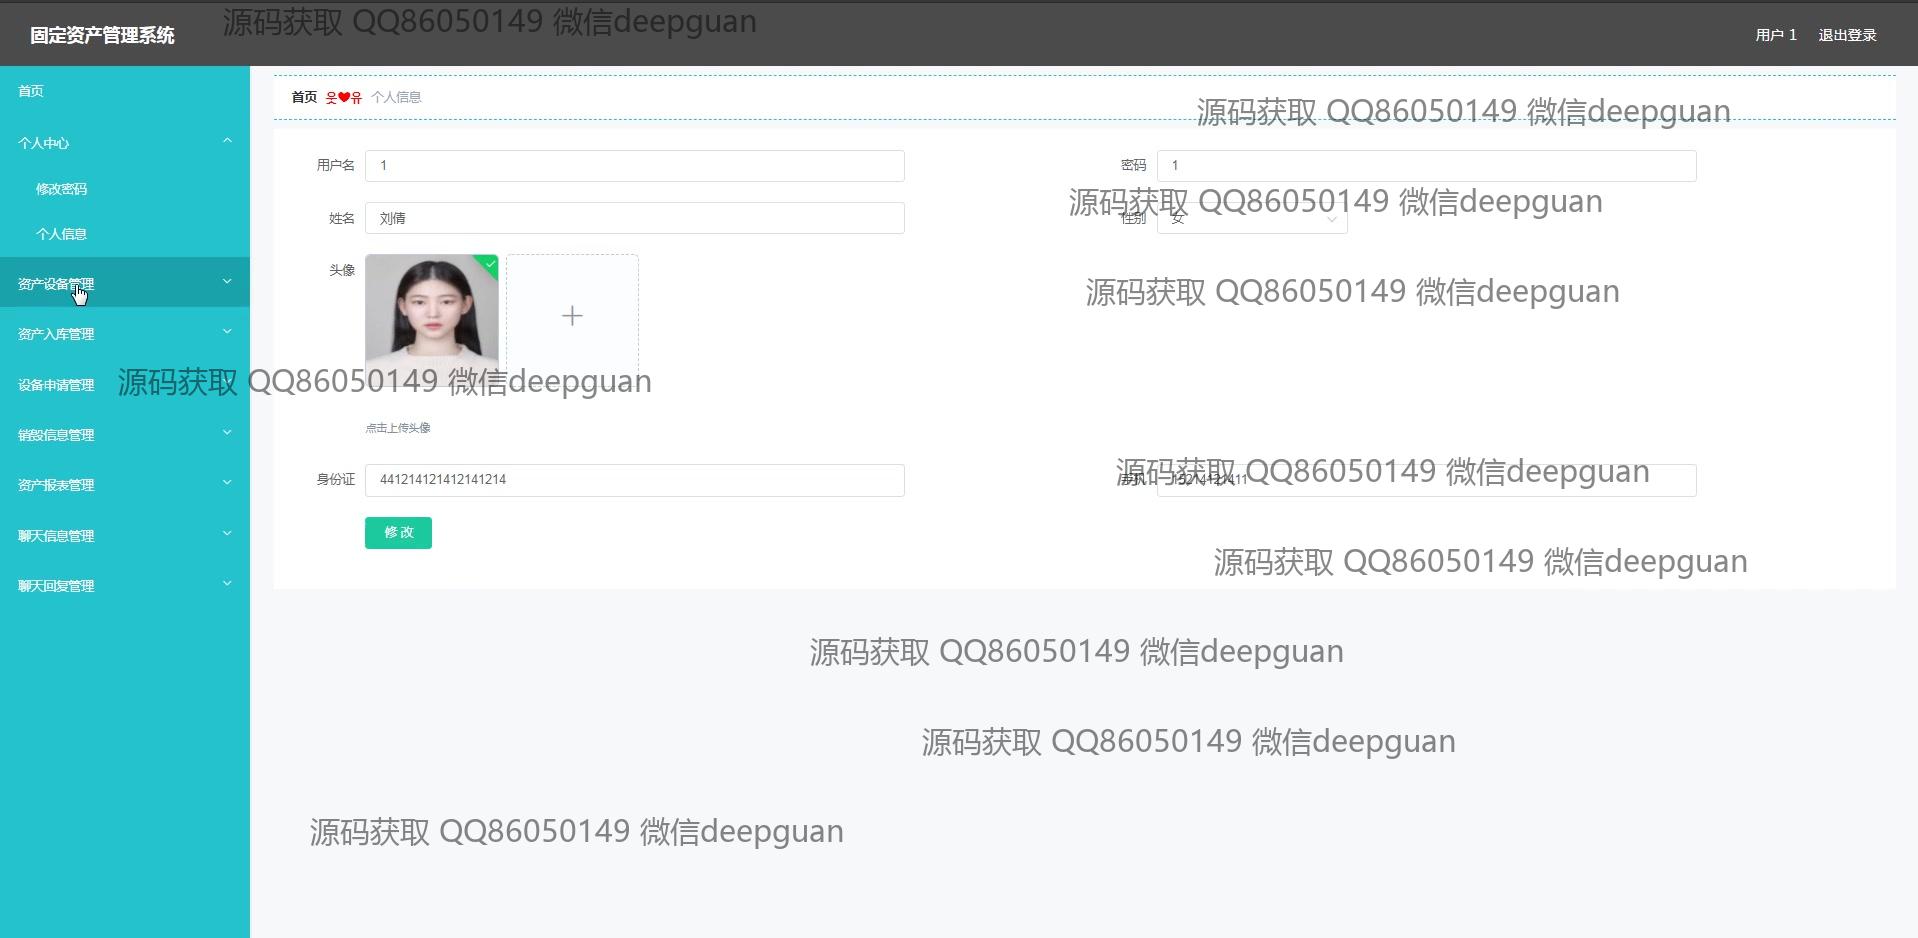 固定资产管理系统
源码获取 QQ86050149 微信deepguan
用户 1 退出登录
首页
个人中心
修改密码
个人信息
资产设备管理
资产入库管理
设备申请管理
销毁信息管理
资产报表管理
聊天信息管理
聊天回复管理
首页 웃❤유 个人信息
源码获取 QQ86050149 微信deepguan
用户名 1
密码 1
源码获取 QQ86050149 微信deepguan
姓名 刘倩
性别 女
头像
源码获取 QQ86050149 微信deepguan
源码获取 QQ86050149 微信deepguan
点击上传头像
源码获取 QQ86050149 微信deepguan
身份证 441214121412141214
手机
修改
源码获取 QQ86050149 微信deepguan
源码获取 QQ86050149 微信deepguan
源码获取 QQ86050149 微信deepguan
源码获取 QQ86050149 微信deepguan